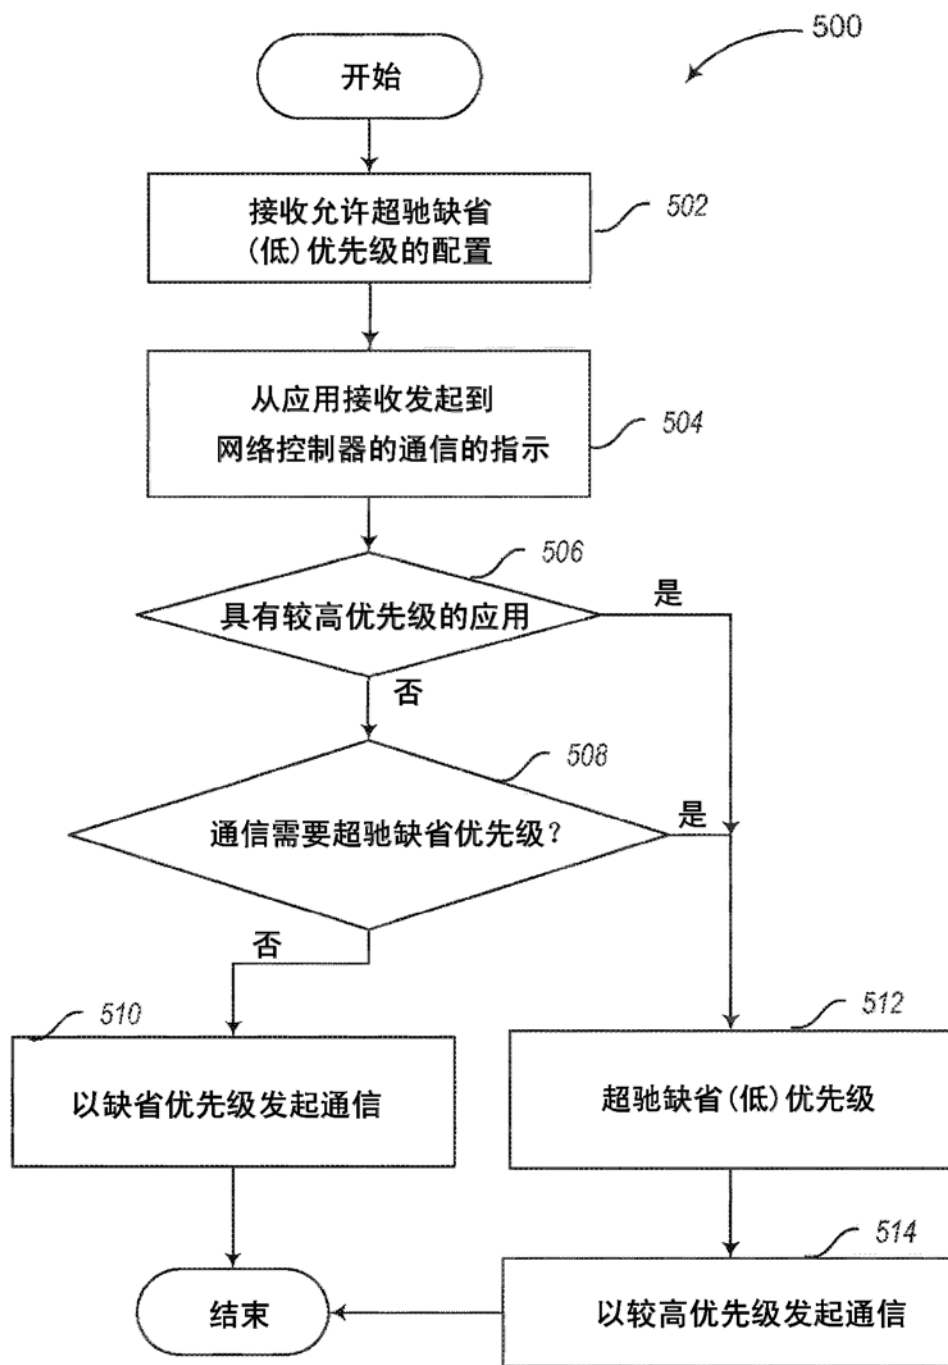 500
开始
接收允许超驰缺省
(低)优先级的配置
502
从应用接收发起到
网络控制器的通信的指示
504
506
具有较高优先级的应用
是
否
508
通信需要超驰缺省优先级？
是
否
510
以缺省优先级发起通信
512
超驰缺省(低)优先级
514
以较高优先级发起通信
结束